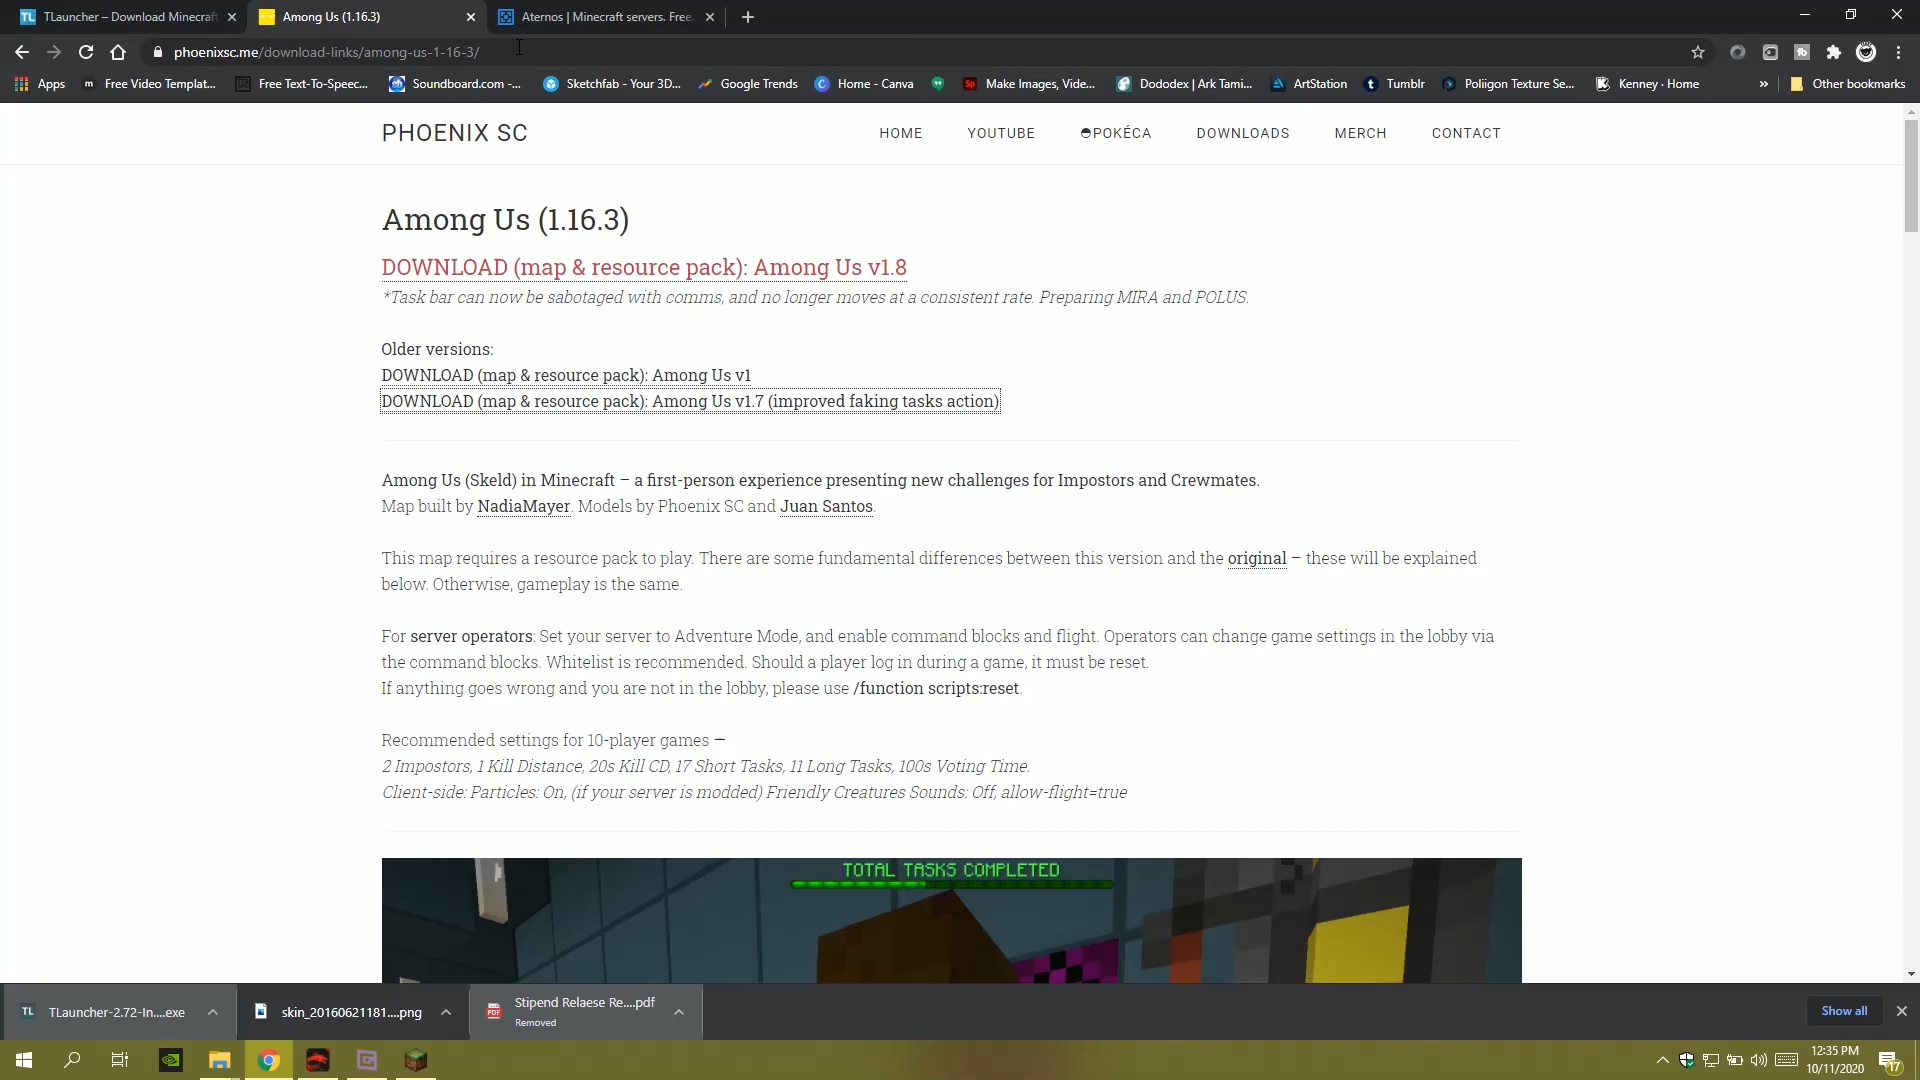 TLauncher – Download Minecraft
Among Us (1.16.3)
Aternos | Minecraft servers. Free.
phoenixsc.me/download-links/among-us-1-16-3/
Apps
Free Video Templat...
Free Text-To-Speec...
Soundboard.com -...
Sketchfab - Your 3D...
Google Trends
Home - Canva
Make Images, Vide...
Dododex | Ark Tami...
ArtStation
Tumblr
Poliigon Texture Se...
Kenney · Home
»
Other bookmarks
PHOENIX SC
HOME
YOUTUBE
POKÉCA
DOWNLOADS
MERCH
CONTACT
Among Us (1.16.3)
DOWNLOAD (map & resource pack): Among Us v1.8
*Task bar can now be sabotaged with comms, and no longer moves at a consistent rate. Preparing MIRA and POLUS.
Older versions:
DOWNLOAD (map & resource pack): Among Us v1
DOWNLOAD (map & resource pack): Among Us v1.7 (improved faking tasks action)
Among Us (Skeld) in Minecraft – a first-person experience presenting new challenges for Impostors and Crewmates.
Map built by NadiaMayer. Models by Phoenix SC and Juan Santos.
This map requires a resource pack to play. There are some fundamental differences between this version and the original – these will be explained
below. Otherwise, gameplay is the same.
For server operators: Set your server to Adventure Mode, and enable command blocks and flight. Operators can change game settings in the lobby via
the command blocks. Whitelist is recommended. Should a player log in during a game, it must be reset.
If anything goes wrong and you are not in the lobby, please use /function scripts:reset.
Recommended settings for 10-player games —
2 Impostors, 1 Kill Distance, 20s Kill CD, 17 Short Tasks, 11 Long Tasks, 100s Voting Time.
Client-side: Particles: On, (if your server is modded) Friendly Creatures Sounds: Off, allow-flight=true
TOTAL TASKS COMPLETED
TL
TLauncher-2.72-In....exe
skin_20160621181....png
PDF
Stipend Relaese Re....pdf
Removed
Show all
12:35 PM
10/11/2020
17